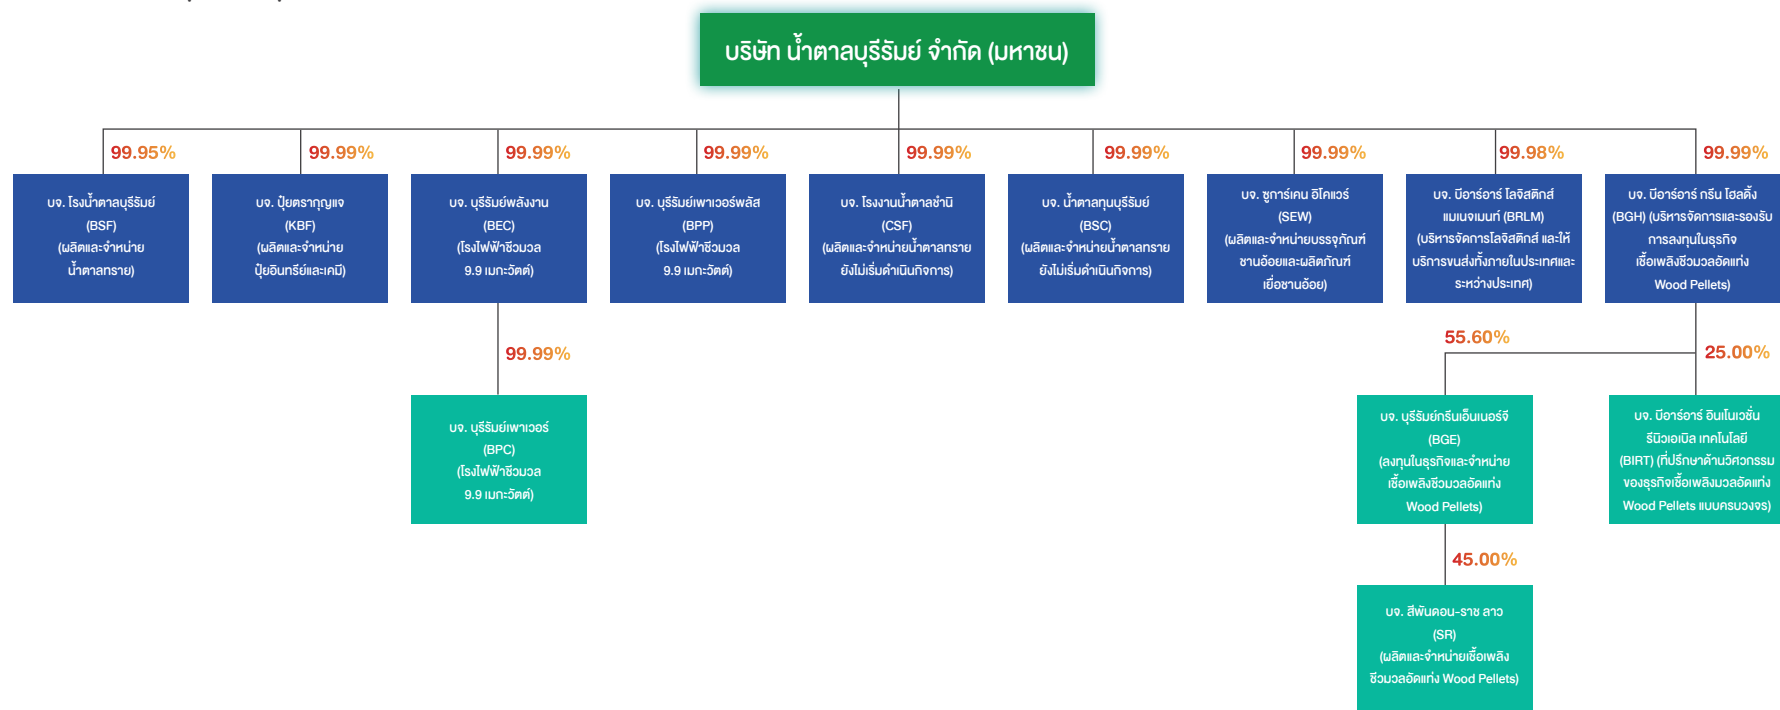 บริษัท น้ำตาลบุรีรัมย์ จำกัด (มหาชน)
99.95%
99.99%
99.99%
99.99%
99.99%
99.99%
99.99%
99.98%
99.99%
บจ. โรงน้ำตาลบุรีรัมย์
(BSF)
(ผลิตและจำหน่าย
น้ำตาลทราย)
บจ. ปุ๋ยตรากุญแจ
(KBF)
(ผลิตและจำหน่าย
ปุ๋ยอินทรีย์และเคมี)
บจ. บุรีรัมย์พลังงาน
(BEC)
(โรงไฟฟ้าชีวมวล
9.9 เมกะวัตต์)
บจ. บุรีรัมย์เพาเวอร์พลัส
(BPP)
(โรงไฟฟ้าชีวมวล
9.9 เมกะวัตต์)
บจ. โรงงานน้ำตาลชำนิ
(CSF)
(ผลิตและจำหน่ายน้ำตาลทราย
ยังไม่เริ่มดำเนินกิจการ)
บจ. น้ำตาลทุนบุรีรัมย์
(BSC)
(ผลิตและจำหน่ายน้ำตาลทราย
ยังไม่เริ่มดำเนินกิจการ)
บจ. ชูการ์เคน อีโคแวร์
(SEW)
(ผลิตและจำหน่ายบรรจุภัณฑ์
ชานอ้อยและผลิตภัณฑ์
เยื่อชานอ้อย)
บจ. บีอาร์อาร์ โลจิสติกส์
แมเนจเมนท์ (BRLM)
(บริหารจัดการโลจิสติกส์ และให้
บริการขนส่งทั้งภายในประเทศและ
ระหว่างประเทศ)
บจ. บีอาร์อาร์ กรีน โฮลดิ้ง
(BGH) (บริหารจัดการและรองรับ
การลงทุนในธุรกิจ
เชื้อเพลิงชีวมวลอัดแท่ง
Wood Pellets)
99.99%
55.60%
25.00%
บจ. บุรีรัมย์เพาเวอร์
(BPC)
(โรงไฟฟ้าชีวมวล
9.9 เมกะวัตต์)
บจ. บุรีรัมย์กรีนเอ็นเนอร์จี
(BGE)
(ลงทุนในธุรกิจและจำหน่าย
เชื้อเพลิงชีวมวลอัดแท่ง
Wood Pellets)
บจ. บีอาร์อาร์ อินเโนเวชั่น
รีนิวเอเบิล เทคโนโลยี
(BIRT) (ที่ปรึกษาด้านวิศวกรรม
ของธุรกิจเชื้อเพลิงมวลอัดแท่ง
Wood Pellets แบบครบวงจร)
45.00%
บจ. สีพันดอน-ราช ลาว
(SR)
(ผลิตและจำหน่ายเชื้อเพลิง
ชีวมวลอัดแท่ง Wood Pellets)